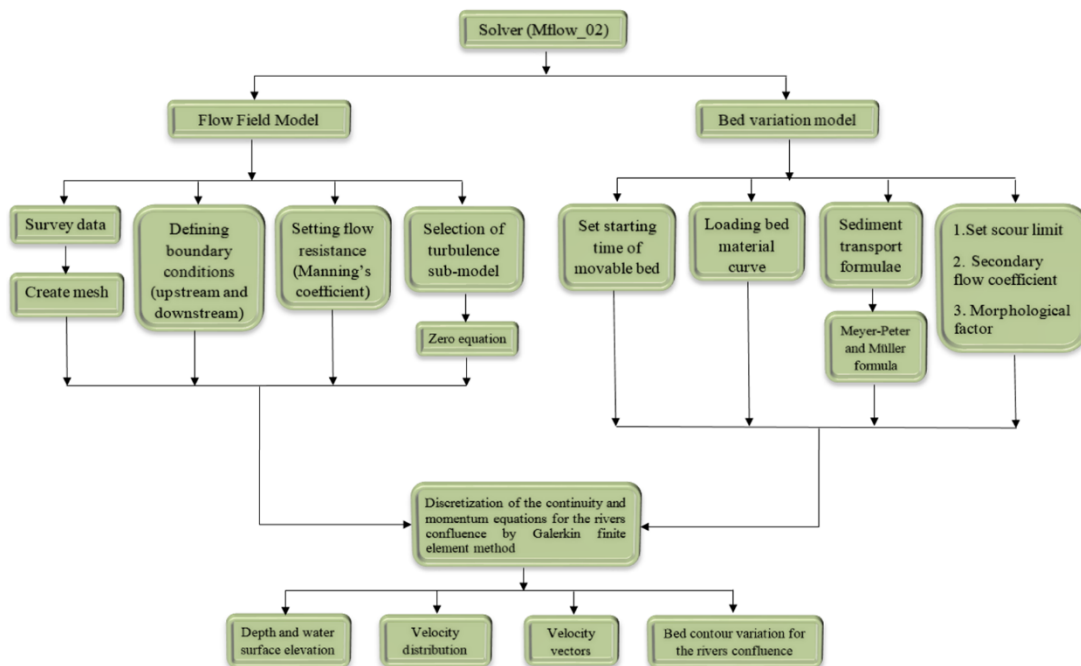 Solver (Mflow_02)
Flow Field Model
Bed variation model
Survey data
Create mesh
Defining
boundary
conditions
(upstream and
downstream)
Setting flow
resistance
(Manning's
coefficient)
Selection of
turbulence
sub-model
Zero equation
Set starting
time of
movable bed
Loading bed
material
curve
Sediment
transport
formulae
Meyer-Peter
and Müller
formula
1.Set scour limit
2. Secondary
flow coefficient
3. Morphological
factor
Discretization of the continuity and
momentum equations for the rivers
confluence by Galerkin finite
element method
Depth and water
surface elevation
Velocity
distribution
Velocity
vectors
Bed contour variation for
the rivers confluence